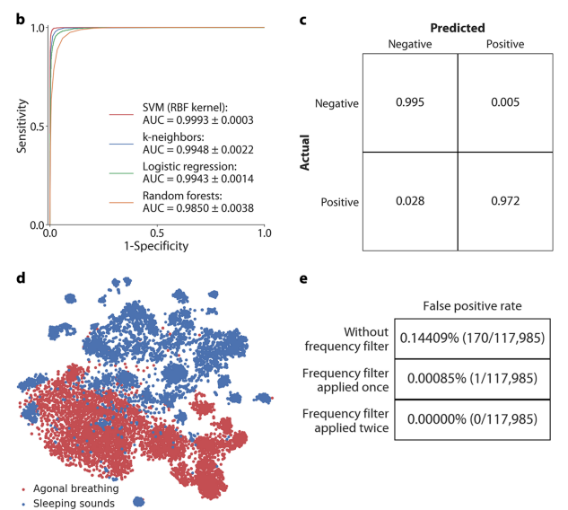 b
1.0
0.5
0.0
0.0
0.5
1.0
Sensitivity
1-Specificity
SVM (RBF kernel):
AUC = 0.9993 ± 0.0003
k-neighbors:
AUC = 0.9948 ± 0.0022
Logistic regression:
AUC = 0.9943 ± 0.0014
Random forests:
AUC = 0.9850 ± 0.0038
c
Predicted
Negative Positive
Actual
Negative 0.995 0.005
Positive 0.028 0.972
d
Agonal breathing
Sleeping sounds
e
False positive rate
Without
frequency filter
0.14409% (170/117,985)
Frequency filter
applied once
0.00085% (1/117,985)
Frequency filter
applied twice
0.00000% (0/117,985)